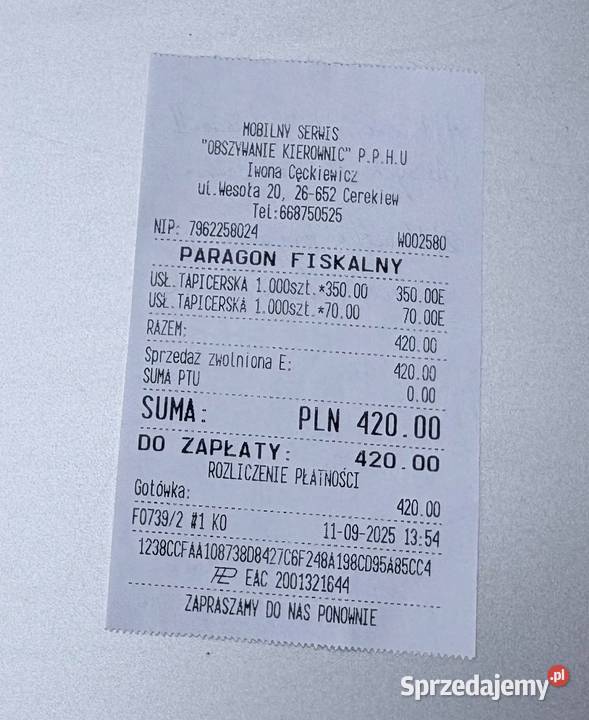 MOBILNY SERWIS
"OBSZYWANIE KIEROWNIC" P.P.H.U
Iwona Cęckiewicz
ul.Wesoła 20, 26-652 Cerekiew
Tel:668750525
NIP: 7962258024 W002580
PARAGON FISKALNY
USŁ.TAPICERSKA 1.000szt.*350.00 350.00E
USŁ.TAPICERSKA 1.000szt.*70.00 70.00E
RAZEM: 420.00
Sprzedaż zwolniona E: 420.00
SUMA PTU 0.00
SUMA: PLN 420.00
DO ZAPŁATY: 420.00
ROZLICZENIE PŁATNOŚCI
Gotówka: 420.00
F0739/2 #1 KO 11-09-2025 13:54
1238CCFAA108738D8427C6F248A198CD95A85CC4
EAC 2001321644
ZAPRASZAMY DO NAS PONOWNIE
Sprzedajemy.pl